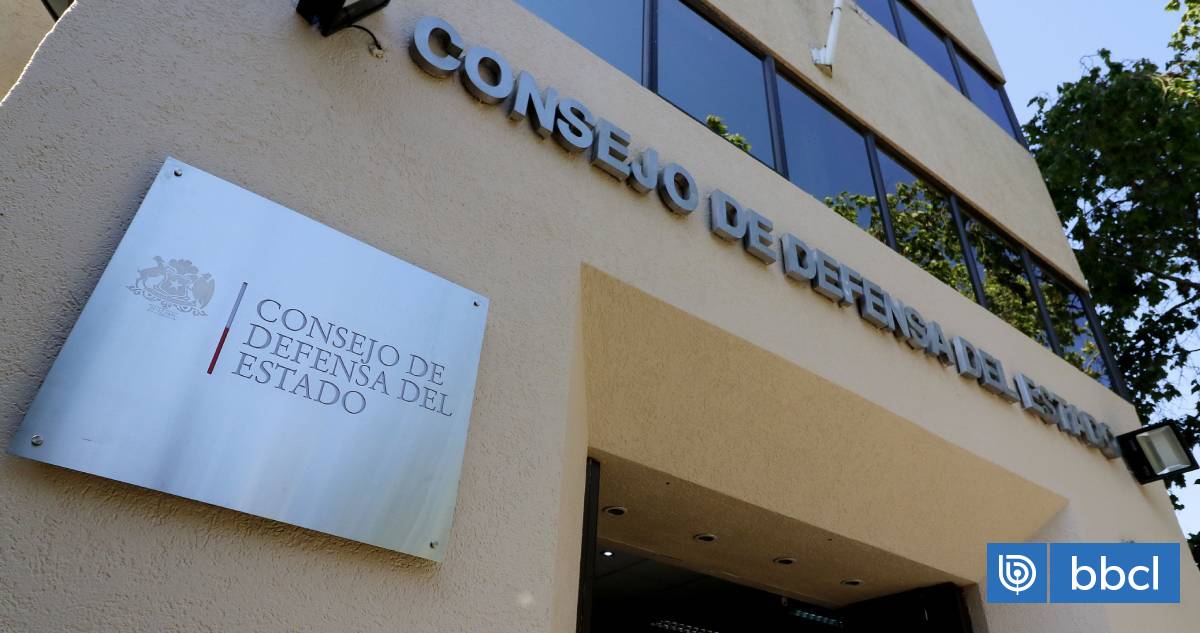 CONSEJO DE DEFENSA DEL ESTADO
CONSEJO DE
DEFENSA DEL
ESTADO
bbcl